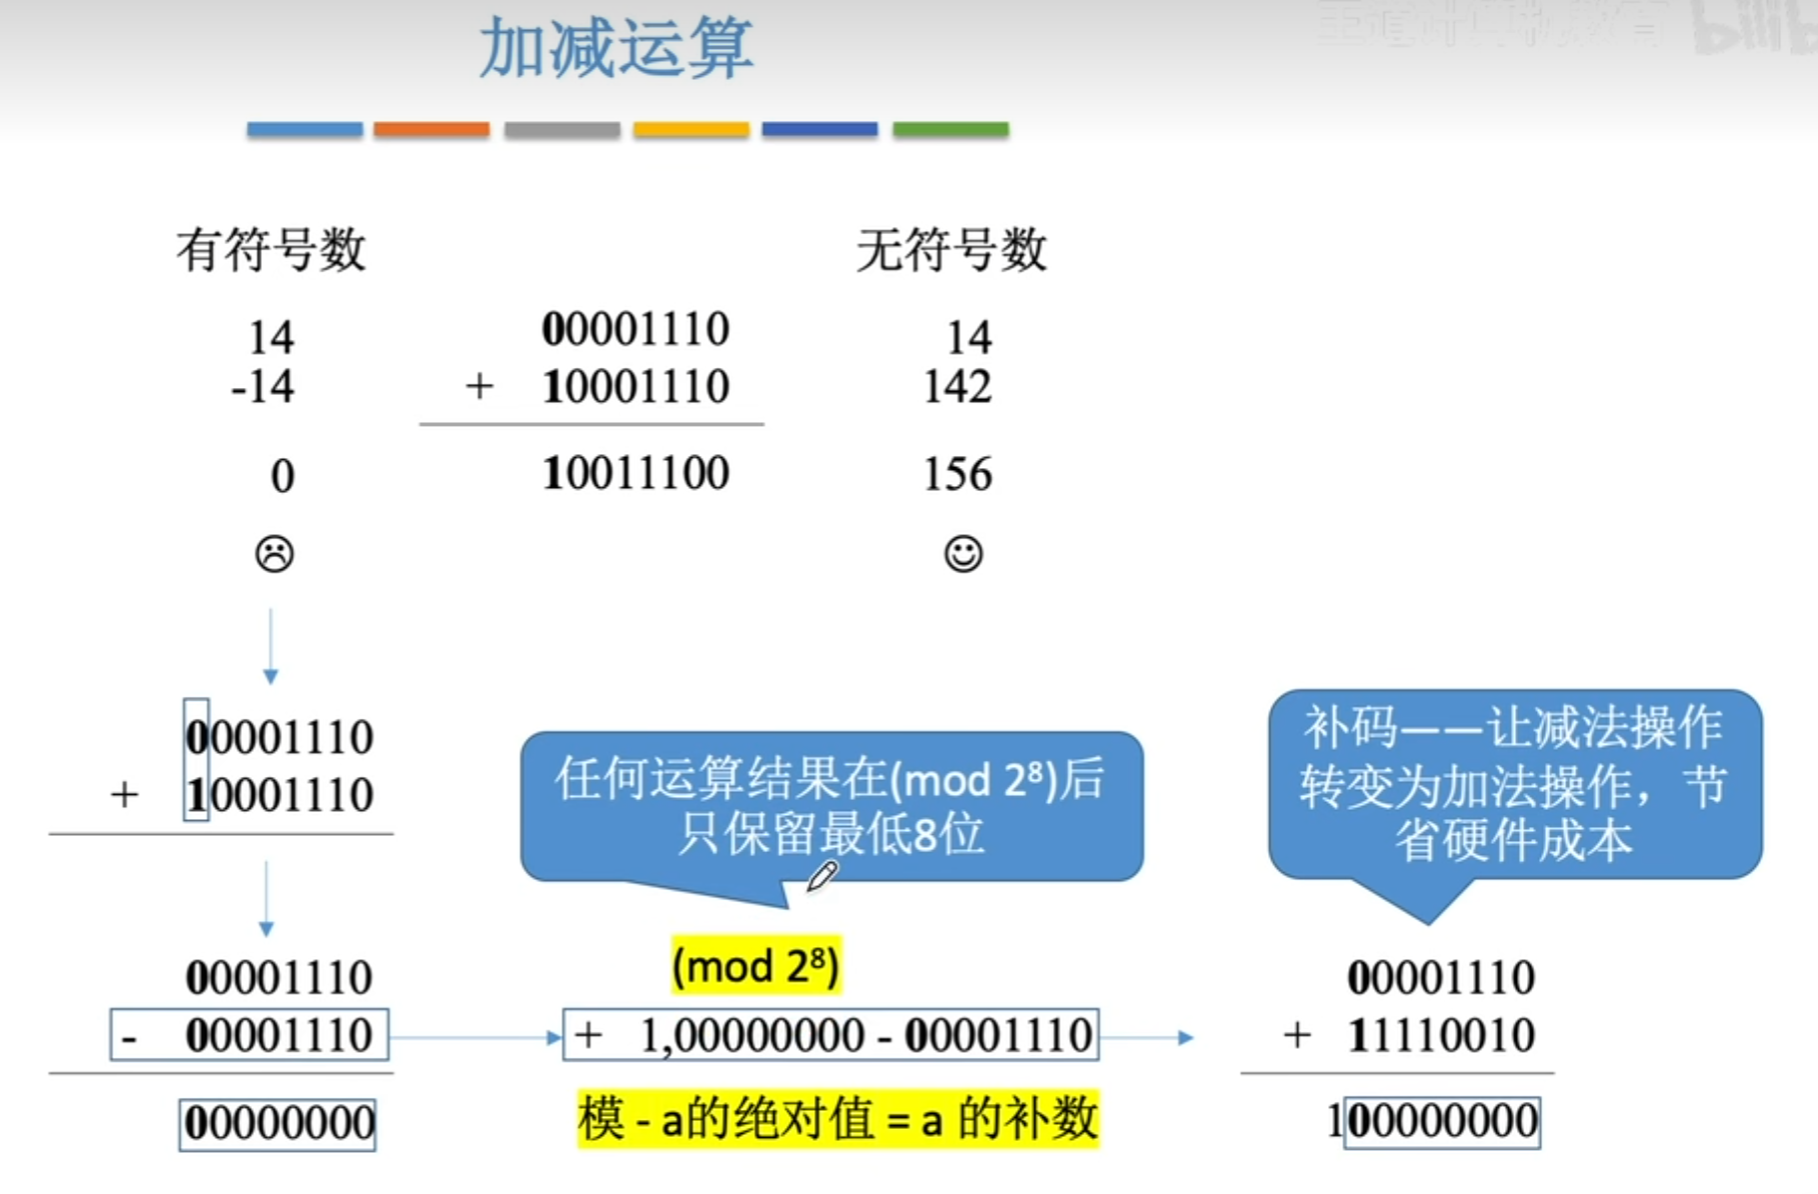 加减运算
有符号数
无符号数
14
00001110
14
-14
+ 10001110
142
0
10011100
156
00001110
+ 10001110
任何运算结果在(mod 2⁸)后
只保留最低8位
补码——让减法操作
转变为加法操作，节
省硬件成本
(mod 2⁸)
00001110
- 00001110
00000000
+ 1,00000000 - 00001110
模 - a的绝对值 = a 的补数
00001110
+ 11110010
100000000